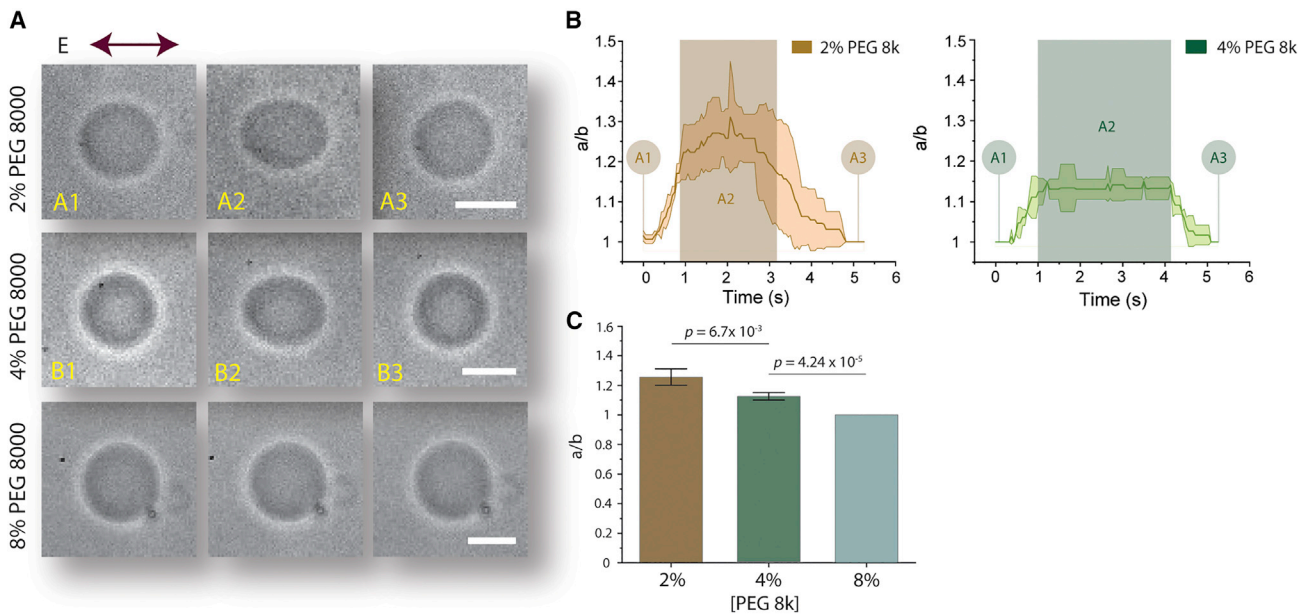 A
E
2% PEG 8000
A1
A2
A3
4% PEG 8000
B1
B2
B3
8% PEG 8000
B
2% PEG 8k
a/b
1.5
1.4
1.3
1.2
1.1
1
A1
A2
A3
0 1 2 3 4 5 6
Time (s)
4% PEG 8k
a/b
1.5
1.4
1.3
1.2
1.1
1
A1
A2
A3
0 1 2 3 4 5 6
Time (s)
C
a/b
1.6
1.4
1.2
1
0.8
0.6
0.4
0.2
0
p = 6.7x 10⁻³
p = 4.24 x 10⁻⁵
2% 4% 8%
[PEG 8k]